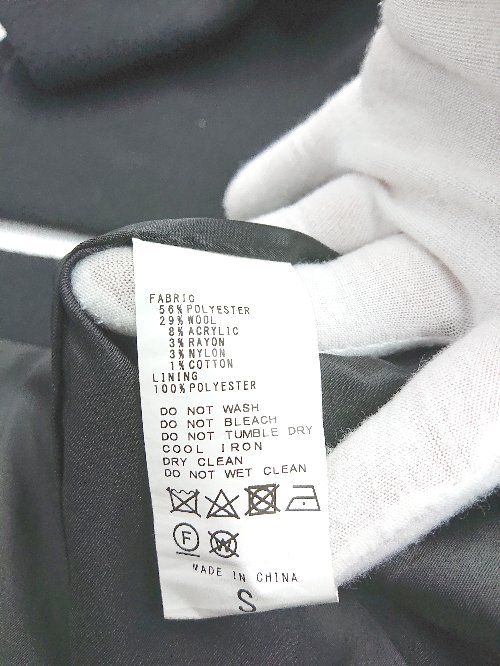 FABRIC
56%POLYESTER
29%WOOL
8%ACRYLIC
3%RAYON
3%NYLON
1%COTTON
LINING
100%POLYESTER
DO NOT WASH
DO NOT BLEACH
DO NOT TUMBLE DRY
COOL IRON
DRY CLEAN
DO NOT WET CLEAN
F W
MADE IN CHINA
S